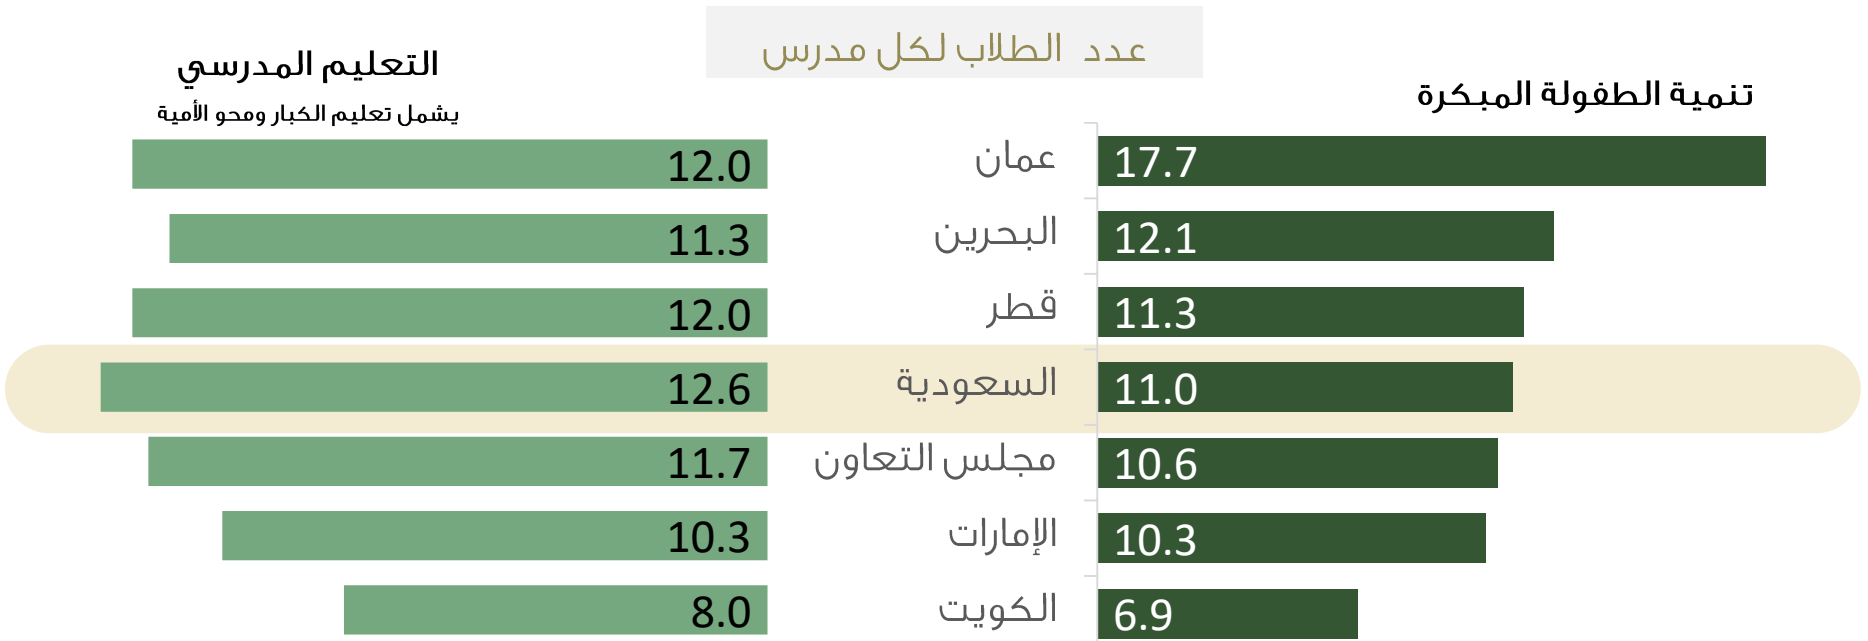 عدد الطلاب لكل مدرس
تنمية الطفولة المبكرة
التعليم المدرسي
يشمل تعليم الكبار ومحو الأمية
17.7 عمان 12.0
12.1 البحرين 11.3
11.3 قطر 12.0
11.0 السعودية 12.6
10.6 مجلس التعاون 11.7
10.3 الإمارات 10.3
6.9 الكويت 8.0